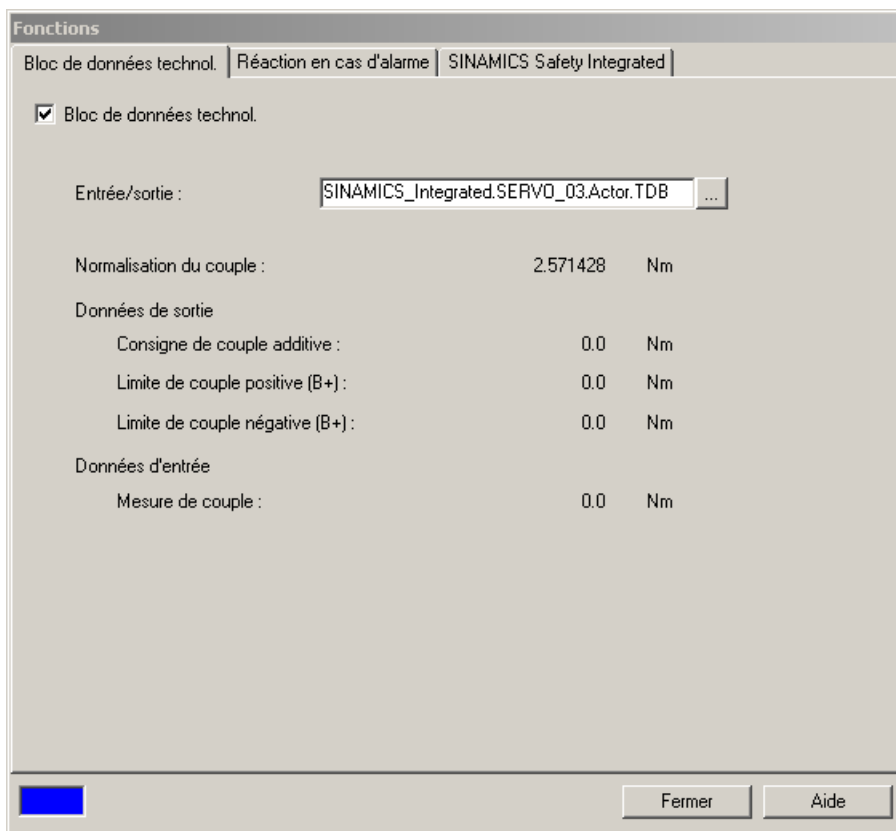 Fonctions
Bloc de données technol. Réaction en cas d'alarme SINAMICS Safety Integrated
Bloc de données technol.
Entrée/sortie : SINAMICS_Integrated.SERVO_03.Actor.TDB ...
Normalisation du couple : 2.571428 Nm
Données de sortie
Consigne de couple additive : 0.0 Nm
Limite de couple positive (B+) : 0.0 Nm
Limite de couple négative (B+) : 0.0 Nm
Données d'entrée
Mesure de couple : 0.0 Nm
Fermer Aide